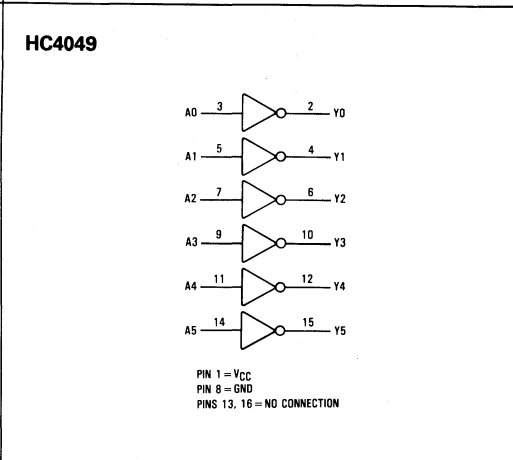 HC4049
A0 3 2 Y0
A1 5 4 Y1
A2 7 6 Y2
A3 9 10 Y3
A4 11 12 Y4
A5 14 15 Y5
PIN 1 = VCC
PIN 8 = GND
PINS 13, 16 = NO CONNECTION